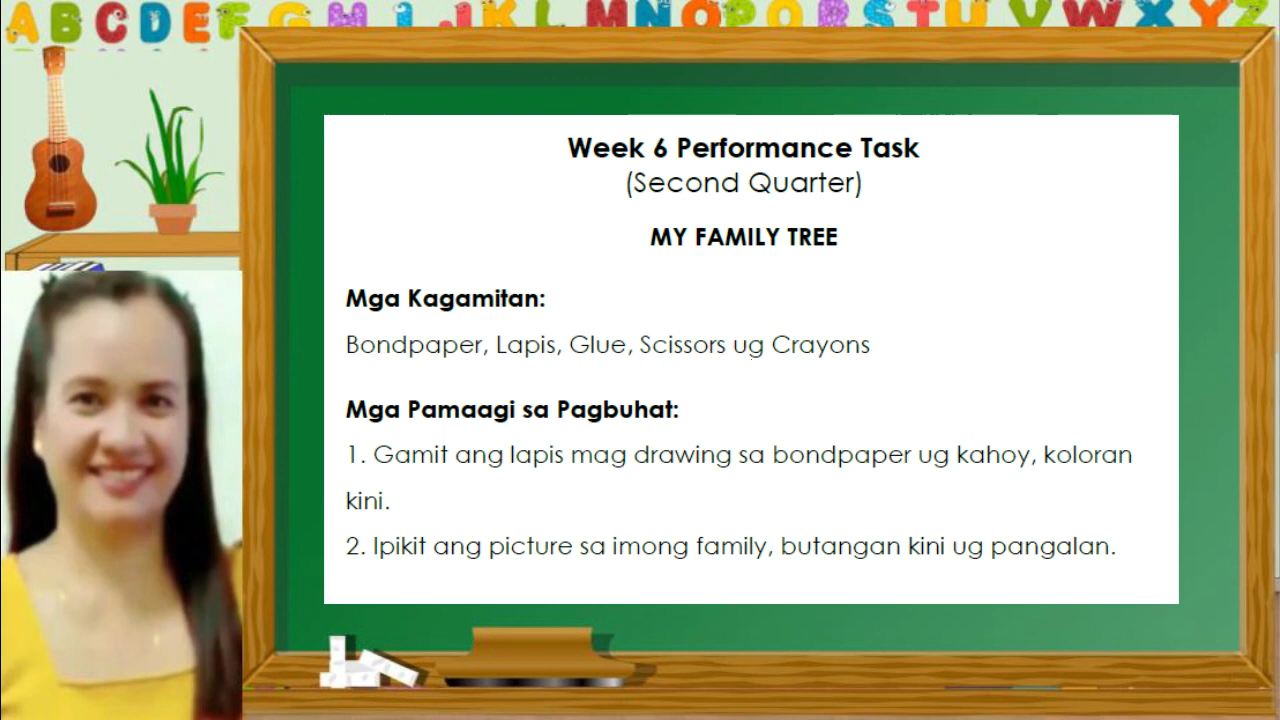 A B C D E F G H I J K L M N O P Q R S T U V W X Y Z
Week 6 Performance Task
(Second Quarter)
MY FAMILY TREE
Mga Kagamitan:
Bondpaper, Lapis, Glue, Scissors ug Crayons
Mga Pamaagi sa Pagbuhat:
1. Gamit ang lapis mag drawing sa bondpaper ug kahoy, koloran
kini.
2. Ipikit ang picture sa imong family, butangan kini ug pangalan.